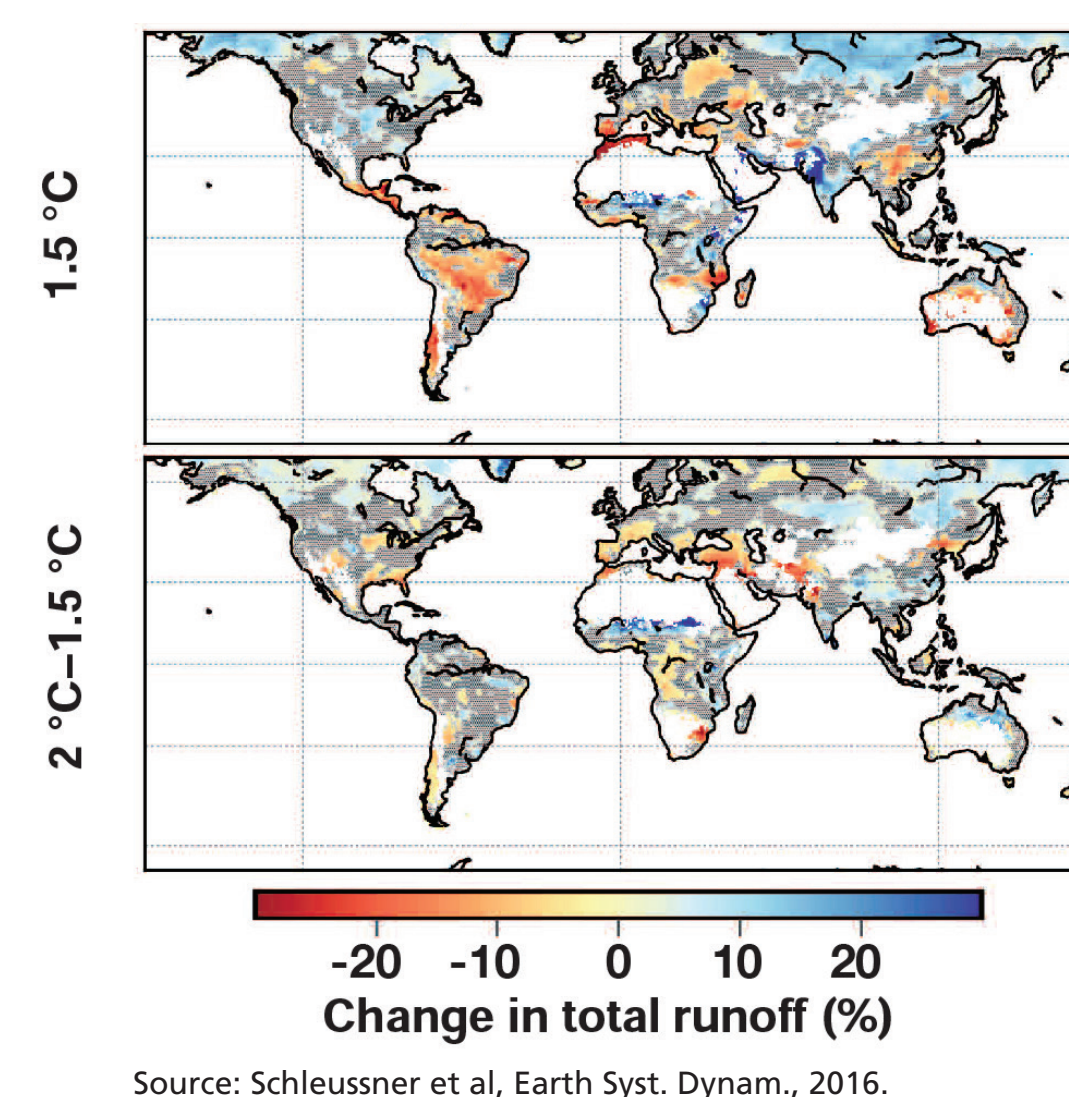 1.5 °C
2 °C–1.5 °C
-20 -10 0 10 20
Change in total runoff (%)
Source: Schleussner et al, Earth Syst. Dynam., 2016.